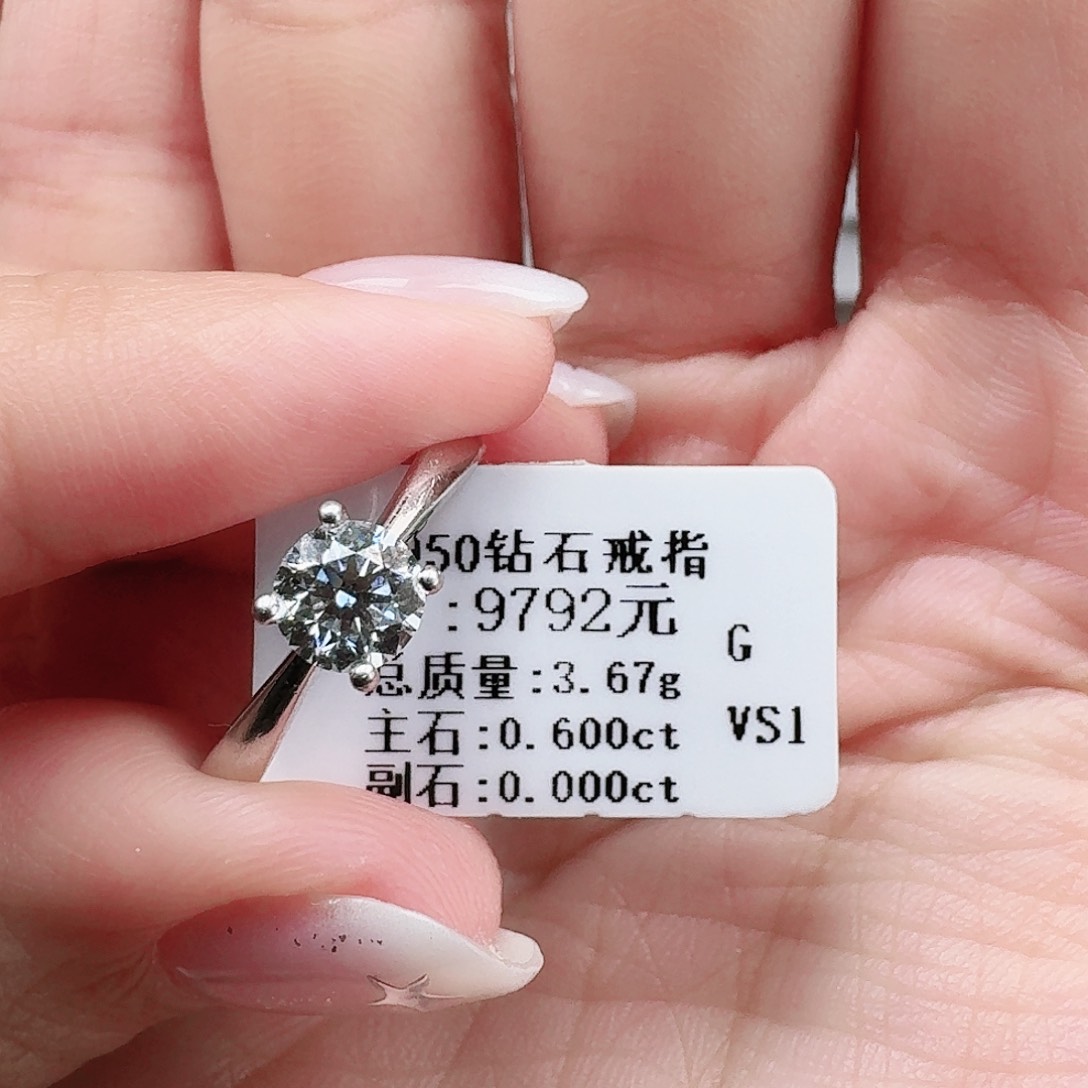 50钻石戒指
:9792元
总质量:3.67g
主石:0.600ct
副石:0.000ct
G
VS1